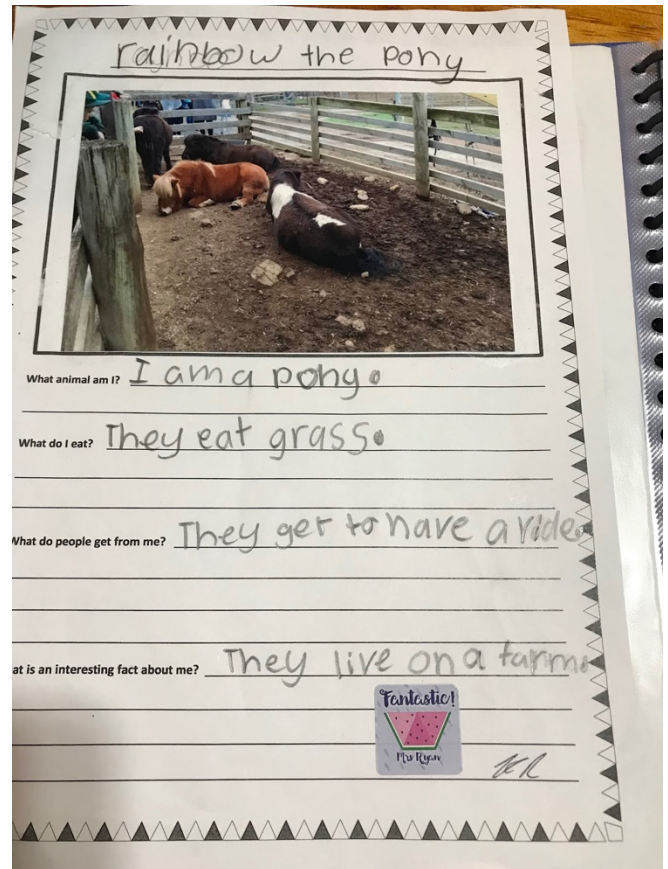 rainbow the pony
What animal am I? I am a pony.
What do I eat? They eat grass.
What do people get from me? They get to have a ride.
at is an interesting fact about me? They live on a farm.
Fantastic!
Mrs Ryan
KR